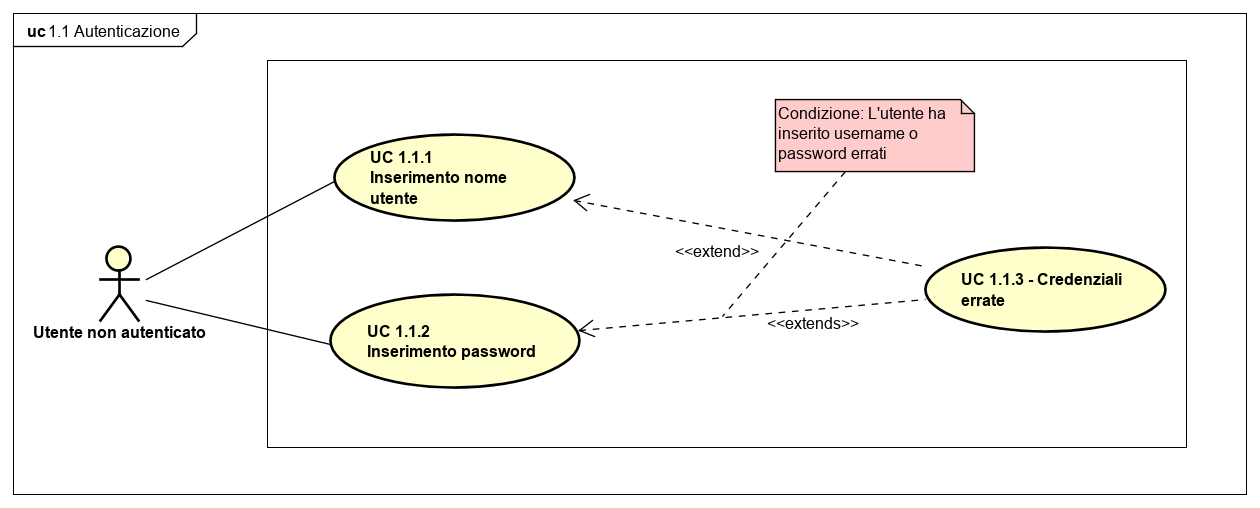 uc 1.1 Autenticazione
Condizione: L'utente ha
inserito username o
password errati
UC 1.1.1
Inserimento nome
utente
<<extend>>
UC 1.1.3 - Credenziali
errate
Utente non autenticato
UC 1.1.2
Inserimento password
<<extends>>